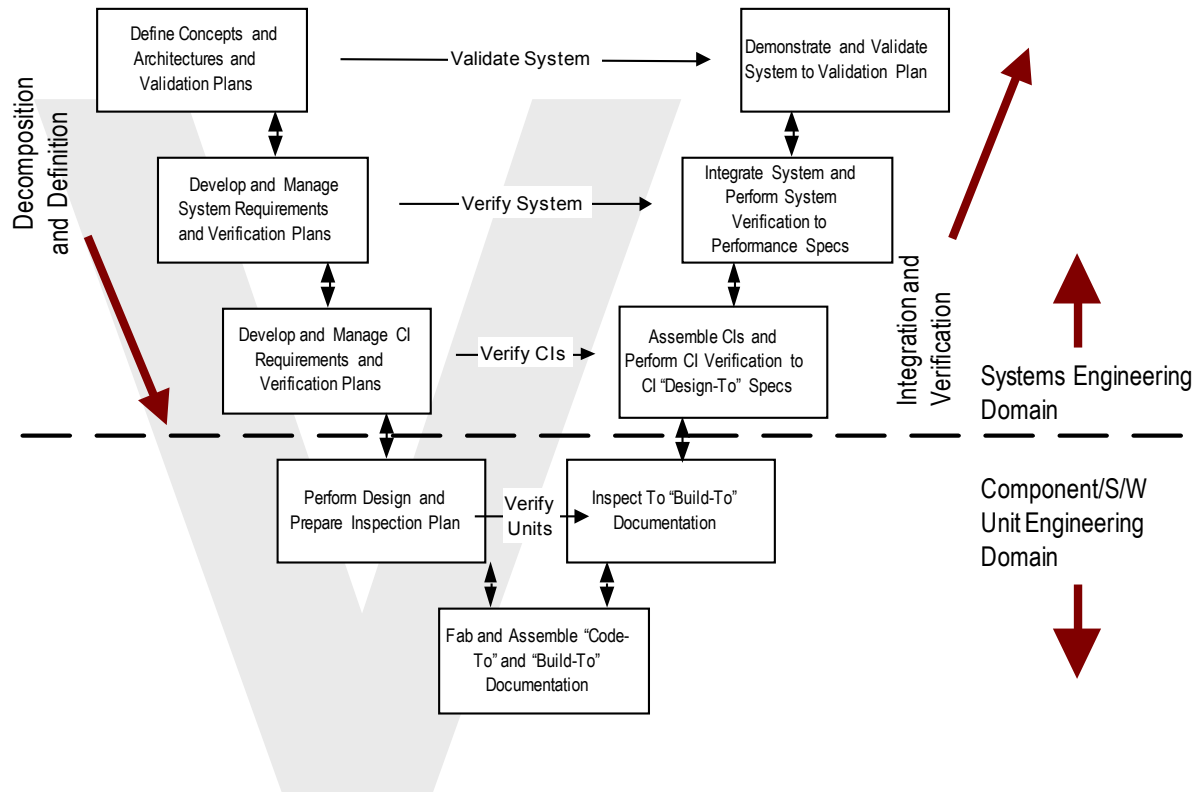 Define Concepts and
Architectures and
Validation Plans
Validate System
Demonstrate and Validate
System to Validation Plan
Decomposition
and Definition
Develop and Manage
System Requirements
and Verification Plans
Verify System
Integrate System and
Perform System
Verification to
Performance Specs
Integration and
Verification
Develop and Manage CI
Requirements and
Verification Plans
Verify CIs
Assemble CIs and
Perform CI Verification to
CI “Design-To” Specs
Systems Engineering
Domain
Perform Design and
Prepare Inspection Plan
Verify
Units
Inspect To “Build-To”
Documentation
Component/S/W
Unit Engineering
Domain
Fab and Assemble “Code-
To” and “Build-To”
Documentation